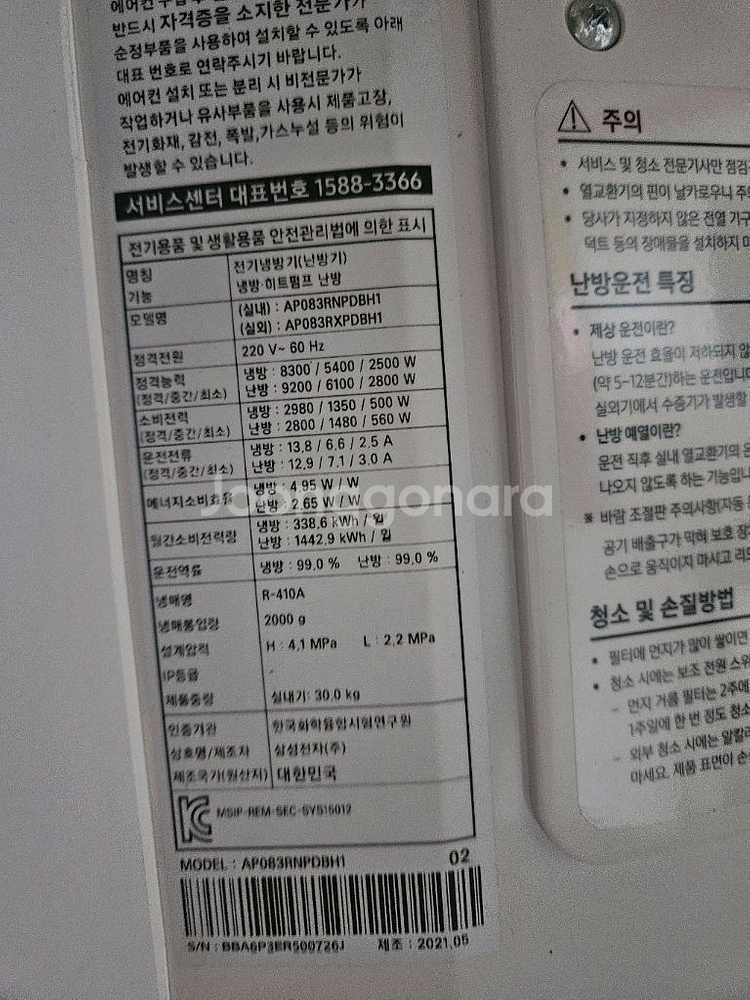 반드시 자격증을 소지한 전문가가
순정부품을 사용하여 설치할 수 있도록 아래
대표 번호로 연락주시기 바랍니다.
에어컨 설치 또는 분리 시 비전문가가
작업하거나 유사부품을 사용시 제품고장,
전기화재, 감전, 폭발,가스누설 등의 위험이
발생할 수 있습니다.
서비스센터 대표번호 1588-3366
전기용품 및 생활용품 안전관리법에 의한 표시
명칭 전기냉방기(난방기)
기능 냉방·히트펌프 난방
모델명 (실내) : AP083RNPDBH1
(실외) : AP083RXPDBH1
정격전원 220 V~ 60 Hz
정격능력 냉방 : 8300 / 5400 / 2500 W
(정격/중간/최소) 난방 : 9200 / 6100 / 2800 W
소비전력 냉방 : 2980 / 1350 / 500 W
(정격/중간/최소) 난방 : 2800 / 1480 / 560 W
운전전류 냉방 : 13.8 / 6.6 / 2.5 A
(정격/중간/최소) 난방 : 12.9 / 7.1 / 3.0 A
에너지소비효율 냉방 : 4.95 W / W
난방 : 2.65 W / W
월간소비전력량 냉방 : 338.6 kWh / 월
난방 : 1442.9 kWh / 월
운전역률 냉방 : 99.0 % 난방 : 99.0 %
냉매명 R-410A
냉매봉입량 2000 g
설계압력 H : 4.1 MPa L : 2.2 MPa
IP등급 -
제품중량 실내기: 30.0 kg
인증기관 한국화학융합시험연구원
상호명/제조자 삼성전자(주)
제조국가(원산지) 대한민국
MSIP-REM-SEC-SYS15012
MODEL : AP083RNPDBH1 02
S/N : BBA6P3ER500726J 제조 : 2021.05
주의
• 서비스 및 청소 전문기사만 점검
• 열교환기의 핀이 날카로우니 주의
• 당사가 지정하지 않은 전열 기구
덕트 등의 장애물을 설치하지 마
난방운전 특징
• 제상 운전이란?
난방 운전 효율이 저하되지 않
(약 5~12분간)하는 운전입니다
실외기에서 수증기가 발생할
• 난방 예열이란?
운전 직후 실내 열교환기의 온
나오지 않도록 하는 기능입니
※ 바람 조절판 주의사항(자동
공기 배출구가 막혀 보호 장
손으로 움직이지 마시고 리모
청소 및 손질방법
• 필터에 먼지가 많이 쌓이면
• 청소 시에는 보조 전원 스위
- 먼지 거름 필터는 2주에
1주일에 한 번 정도 청소
- 외부 청소 시에는 알칼리
마세요. 제품 표면이 손
Joonggonara